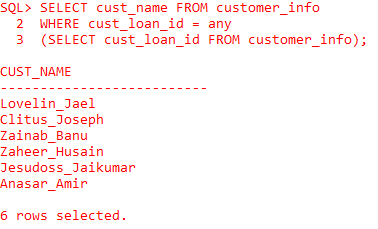 SQL> SELECT cust_name FROM customer_info
2 WHERE cust_loan_id = any
3 (SELECT cust_loan_id FROM customer_info);
CUST_NAME
--------------------------
Lovelin_Jael
Clitus_Joseph
Zainab_Banu
Zaheer_Husain
Jesudoss_Jaikumar
Anasar_Amir
6 rows selected.